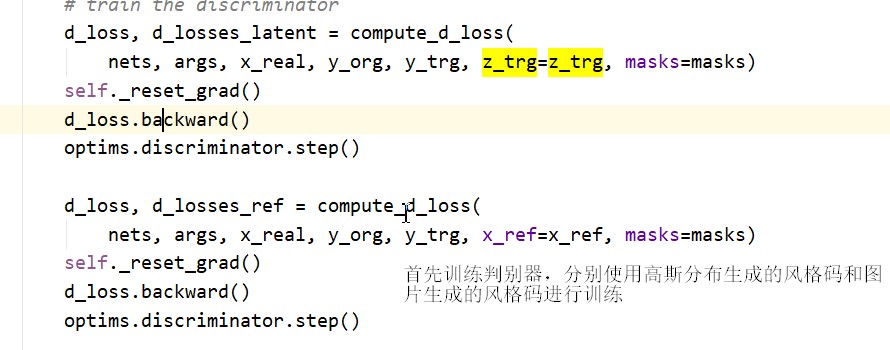 # train the discriminator
d_loss, d_losses_latent = compute_d_loss(
nets, args, x_real, y_org, y_trg, z_trg=z_trg, masks=masks)
self._reset_grad()
d_loss.backward()
optims.discriminator.step()
d_loss, d_losses_ref = compute_d_loss(
nets, args, x_real, y_org, y_trg, x_ref=x_ref, masks=masks)
self._reset_grad()
d_loss.backward()
optims.discriminator.step()
首先训练判别器，分别使用高斯分布生成的风格码和图
片生成的风格码进行训练